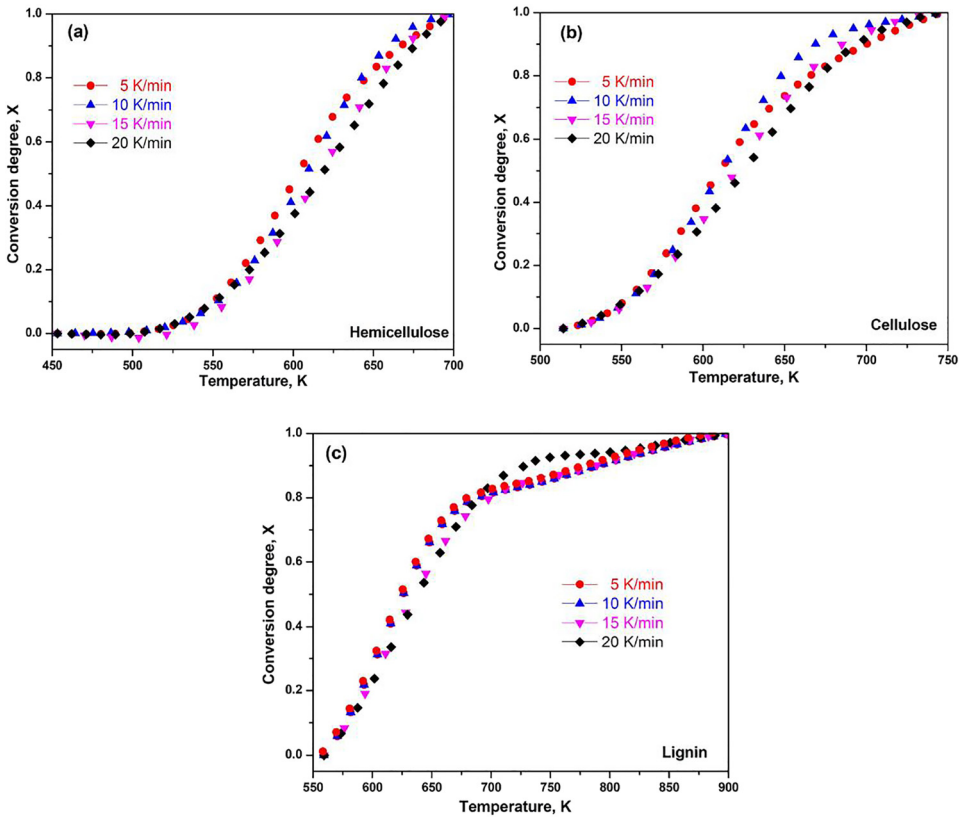 (a)
5 K/min
10 K/min
15 K/min
20 K/min
Hemicellulose
Conversion degree, X
1.0
0.8
0.6
0.4
0.2
0.0
450 500 550 600 650 700
Temperature, K
(b)
5 K/min
10 K/min
15 K/min
20 K/min
Cellulose
Conversion degree, X
1.0
0.8
0.6
0.4
0.2
0.0
500 550 600 650 700 750
Temperature, K
(c)
5 K/min
10 K/min
15 K/min
20 K/min
Lignin
Conversion degree, X
1.0
0.8
0.6
0.4
0.2
0.0
550 600 650 700 750 800 850 900
Temperature, K